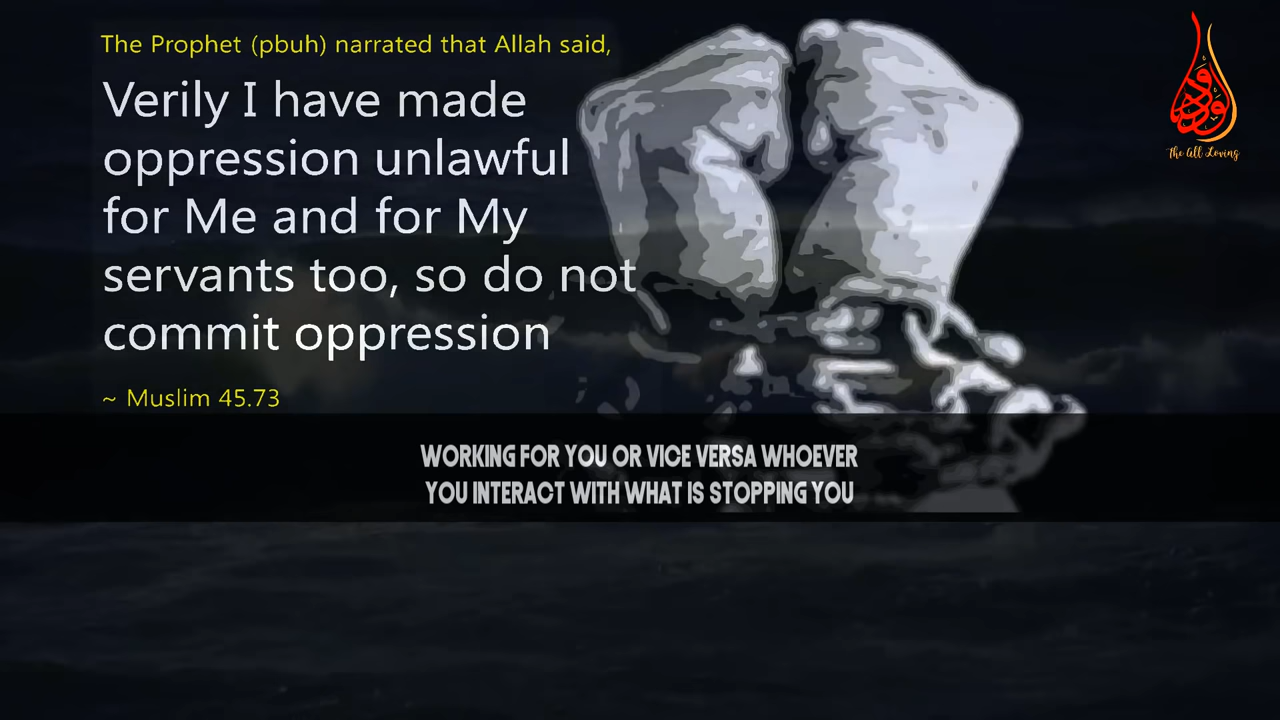 The Prophet (pbuh) narrated that Allah said,
Verily I have made
oppression unlawful
for Me and for My
servants too, so do not
commit oppression
~ Muslim 45.73
WORKING FOR YOU OR VICE VERSA WHOEVER
YOU INTERACT WITH WHAT IS STOPPING YOU
الودود
The All Loving